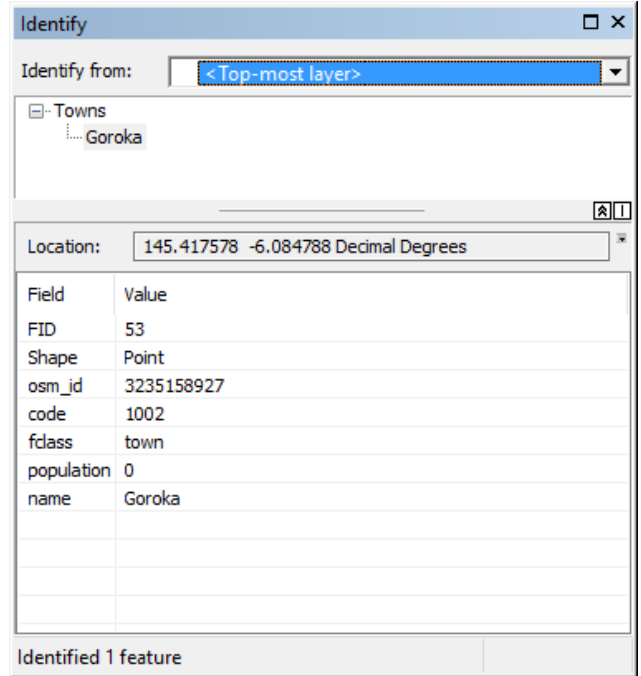 Identify
Identify from: <Top-most layer>
Towns
Goroka
Location: 145.417578 -6.084788 Decimal Degrees
Field Value
FID 53
Shape Point
osm_id 3235158927
code 1002
fclass town
population 0
name Goroka
Identified 1 feature